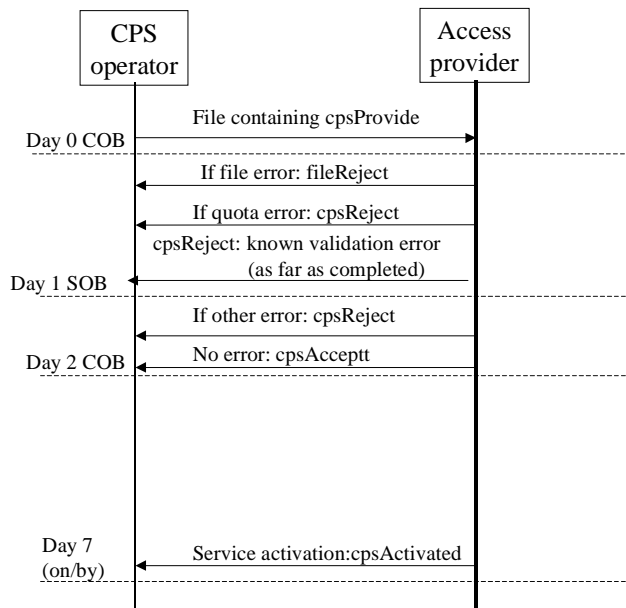 CPS
operator
Access
provider
File containing cpsProvide
Day 0 COB
If file error: fileReject
If quota error: cpsReject
cpsReject: known validation error
(as far as completed)
Day 1 SOB
If other error: cpsReject
No error: cpsAcceptt
Day 2 COB
Day 7
(on/by)
Service activation:cpsActivated